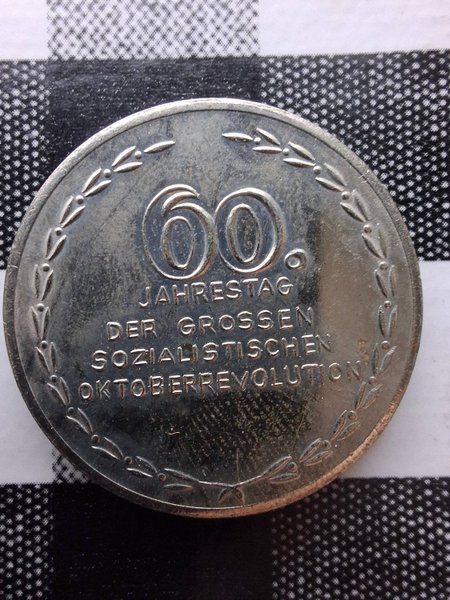 60.
JAHRESTAG
DER GROSSEN
SOZIALISTISCHEN
OKTOBERREVOLUTION